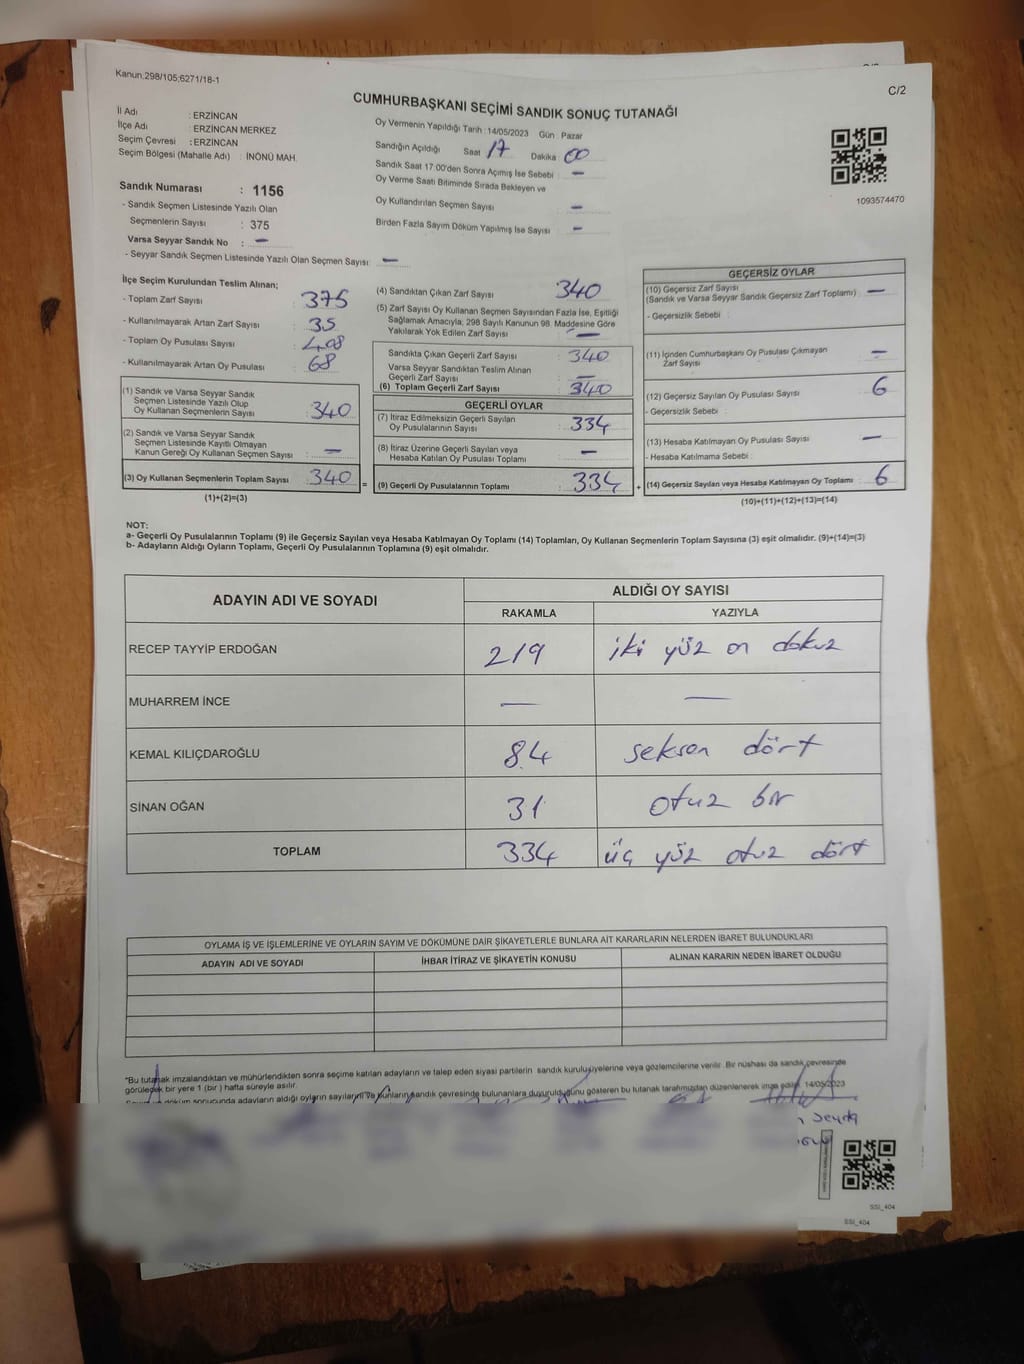 Kanun:298/105;6271/18-1
C/2
CUMHURBAŞKANI SEÇİMİ SANDIK SONUÇ TUTANAĞI
İl Adı : ERZİNCAN
İlçe Adı : ERZİNCAN MERKEZ
Seçim Çevresi : ERZİNCAN
Seçim Bölgesi (Mahalle Adı) : İNÖNÜ MAH.
Sandık Numarası : 1156
- Sandık Seçmen Listesinde Yazılı Olan
Seçmenlerin Sayısı : 375
Varsa Seyyar Sandık No : —
- Seyyar Sandık Seçmen Listesinde Yazılı Olan Seçmen Sayısı: —
Oy Vermenin Yapıldığı Tarih : 14/05/2023 Gün : Pazar
Sandığın Açıldığı Saat 17 Dakika : 00
Sandık Saat 17:00'den Sonra Açımış İse Sebebi : —
Oy Verme Saati Bitiminde Sırada Bekleyen ve
Oy Kullandırılan Seçmen Sayısı —
Birden Fazla Sayım Döküm Yapılmış İse Sayısı —
1093574470
İlçe Seçim Kurulundan Teslim Alınan;
- Toplam Zarf Sayısı : 375
- Kullanılmayarak Artan Zarf Sayısı : 35
- Toplam Oy Pusulası Sayısı : 408
- Kullanılmayarak Artan Oy Pusulası : 68
(1) Sandık ve Varsa Seyyar Sandık
Seçmen Listesinde Yazılı Olup
Oy Kullanan Seçmenlerin Sayısı : 340
(2) Sandık ve Varsa Seyyar Sandık
Seçmen Listesinde Kayıtlı Olmayan
Kanun Gereği Oy Kullanan Seçmen Sayısı : —
(3) Oy Kullanan Seçmenlerin Toplam Sayısı : 340
(1)+(2)=(3)
(4) Sandıktan Çıkan Zarf Sayısı 340
(5) Zarf Sayısı Oy Kullanan Seçmen Sayısından Fazla İse, Eşitliği
Sağlamak Amacıyla, 298 Sayılı Kanunun 98. Maddesine Göre
Yakılarak Yok Edilen Zarf Sayısı : —
Sandıkta Çıkan Geçerli Zarf Sayısı : 340
Varsa Seyyar Sandıktan Teslim Alınan
Geçerli Zarf Sayısı : —
(6) Toplam Geçerli Zarf Sayısı : 340
GEÇERLİ OYLAR
(7) İtiraz Edilmeksizin Geçerli Sayılan
Oy Pusulalarının Sayısı : 334
(8) İtiraz Üzerine Geçerli Sayılan veya
Hesaba Katılan Oy Pusulası Toplamı : —
= (9) Geçerli Oy Pusulalarının Toplamı : 334
GEÇERSİZ OYLAR
(10) Geçersiz Zarf Sayısı
(Sandık ve Varsa Seyyar Sandık Geçersiz Zarf Toplamı) : —
- Geçersizlik Sebebi :
(11) İçinden Cumhurbaşkanı Oy Pusulası Çıkmayan
Zarf Sayısı : —
(12) Geçersiz Sayılan Oy Pusulası Sayısı : 6
- Geçersizlik Sebebi :
(13) Hesaba Katılmayan Oy Pusulası Sayısı : —
- Hesaba Katılmama Sebebi :
+ (14) Geçersiz Sayılan veya Hesaba Katılmayan Oy Toplamı : 6
(10)+(11)+(12)+(13)=(14)
NOT:
a- Geçerli Oy Pusulalarının Toplamı (9) ile Geçersiz Sayılan veya Hesaba Katılmayan Oy Toplamı (14) Toplamları, Oy Kullanan Seçmenlerin Toplam Sayısına (3) eşit olmalıdır. (9)+(14)=(3)
b- Adayların Aldığı Oyların Toplamı, Geçerli Oy Pusulalarının Toplamına (9) eşit olmalıdır.
ADAYIN ADI VE SOYADI ALDIĞI OY SAYISI
RAKAMLA YAZIYLA
RECEP TAYYİP ERDOĞAN 219 iki yüz on dokuz
MUHARREM İNCE — —
KEMAL KILIÇDAROĞLU 84 seksen dört
SİNAN OĞAN 31 otuz bir
TOPLAM 334 üç yüz otuz dört
OYLAMA İŞ VE İŞLEMLERİNE VE OYLARIN SAYIM VE DÖKÜMÜNE DAİR ŞİKAYETLERLE BUNLARA AİT KARARLARIN NELERDEN İBARET BULUNDUKLARI
ADAYIN ADI VE SOYADI İHBAR İTİRAZ VE ŞİKAYETİN KONUSU ALINAN KARARIN NEDEN İBARET OLDUĞU
*Bu tutanak imzalandıktan ve mühürlendikten sonra seçime katılan adayların ve talep eden siyasi partilerin sandık kurulu üyelerine veya gözlemcilerine verilir. Bir nüshası da sandık çevresinde
görülecek bir yere 1 (bir) hafta süreyle asılır.
döküm sonucunda adayların aldığı oyların sayılarını ve bunların sandık çevresinde bulunanlara duyurulduğunu gösteren bu tutanak tarafımızdan düzenlenerek imza edildi. 14/05/2023
Seyda
SSI_404
SSI_404